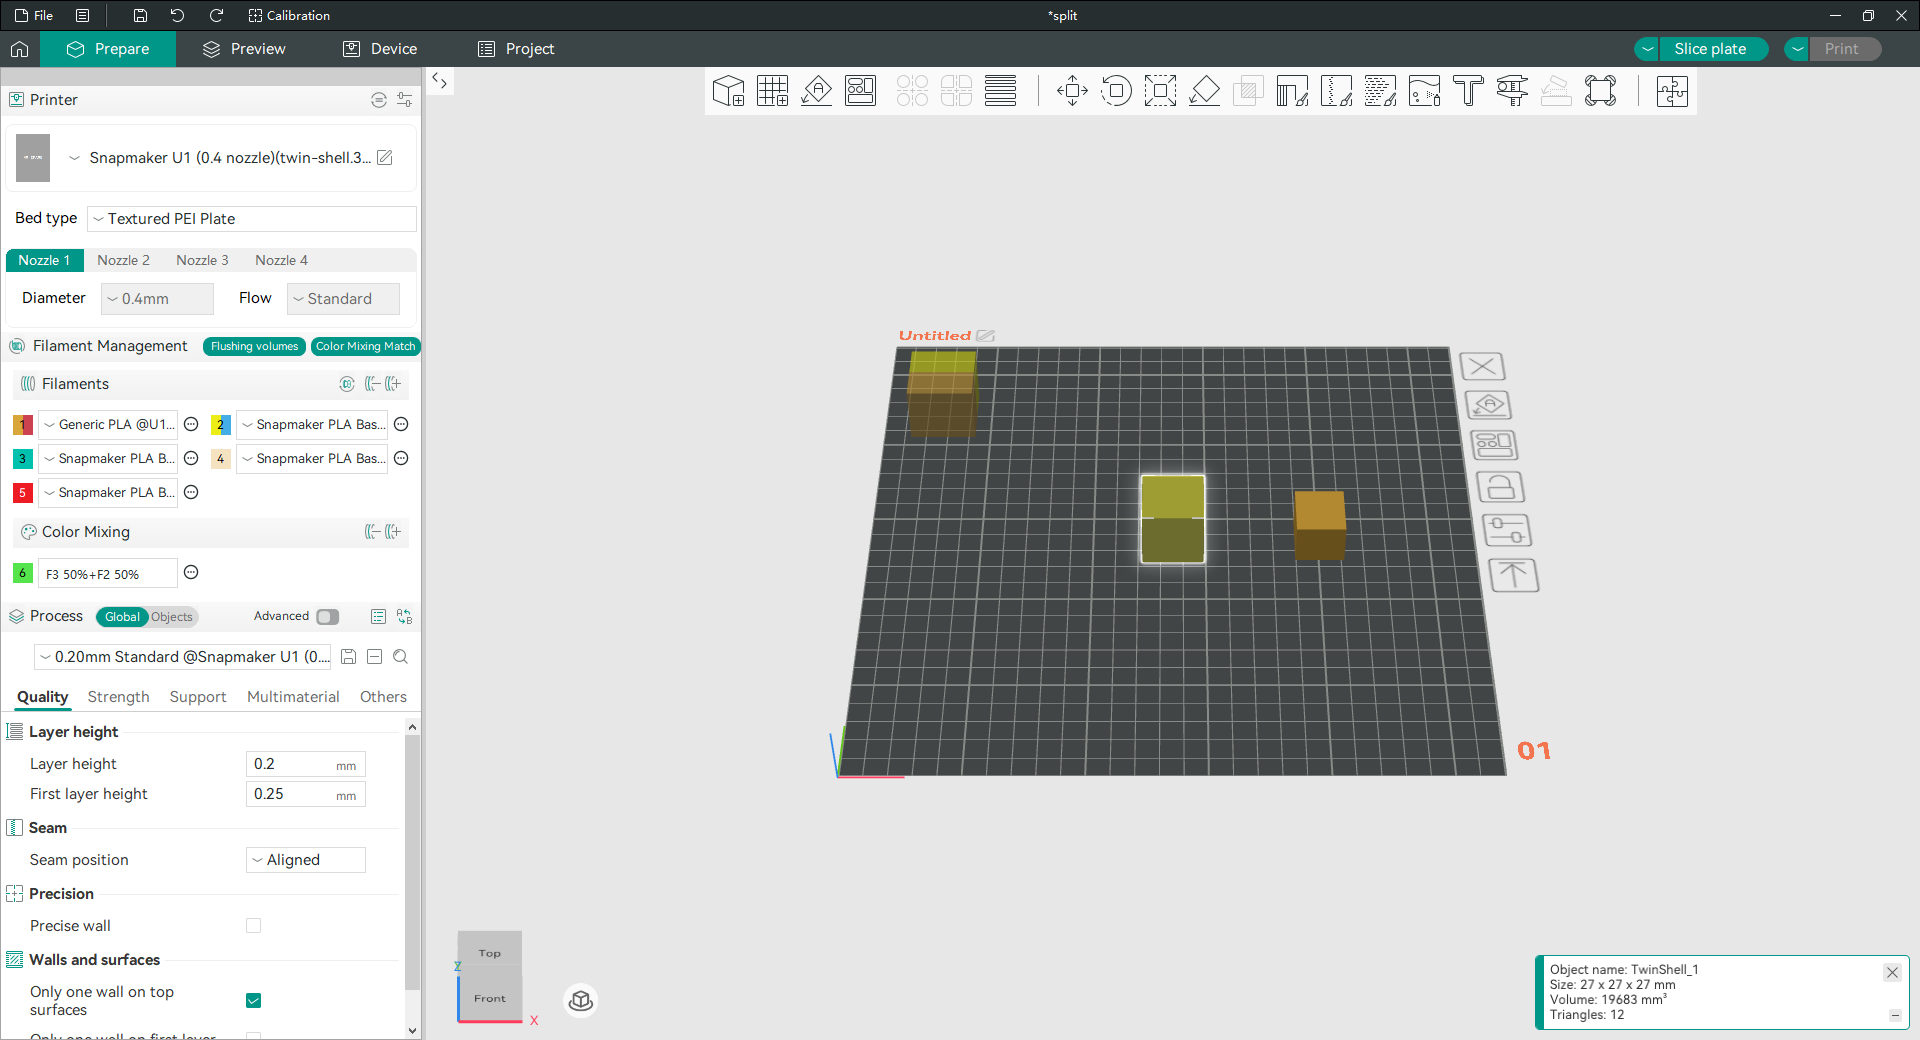 File
Calibration
*split
Prepare
Preview
Device
Project
Slice plate
Print
Printer
Snapmaker U1 (0.4 nozzle)(twin-shell.3...
Bed type
Textured PEI Plate
Nozzle 1
Nozzle 2
Nozzle 3
Nozzle 4
Diameter
0.4mm
Flow
Standard
Filament Management
Flushing volumes
Color Mixing Match
Filaments
1
Generic PLA @U1...
2
Snapmaker PLA Bas...
3
Snapmaker PLA B...
4
Snapmaker PLA Bas...
5
Snapmaker PLA B...
Color Mixing
6
F3 50%+F2 50%
Process
Global
Objects
Advanced
0.20mm Standard @Snapmaker U1 (0....
Quality
Strength
Support
Multimaterial
Others
Layer height
Layer height
0.2
mm
First layer height
0.25
mm
Seam
Seam position
Aligned
Precision
Precise wall
Walls and surfaces
Only one wall on top
surfaces
Only one wall on first layer
Untitled
01
Top
Front
Z
X
Object name: TwinShell_1
Size: 27 x 27 x 27 mm
Volume: 19683 mm³
Triangles: 12